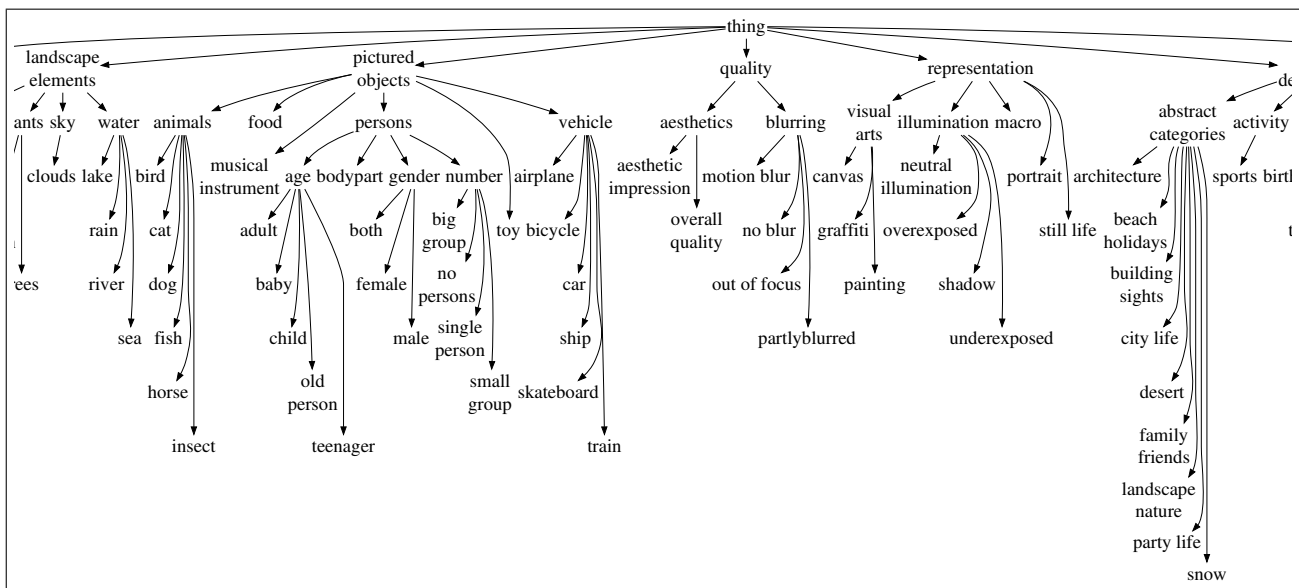 thing
landscape
elements
pictured
objects
quality
representation
ants sky water animals food persons vehicle aesthetics blurring visual
arts illumination macro abstract
categories activity
clouds lake bird musical
instrument age bodypart gender number airplane aesthetic
impression motion blur canvas neutral
illumination portrait architecture sports
rain cat adult both big
group toy bicycle overall
quality no blur graffiti overexposed still life beach
holidays
rees river dog baby female no
persons car out of focus painting shadow building
sights
sea fish child male single
person ship partlyblurred underexposed city life
horse old
person small
group skateboard desert
insect teenager train family
friends
landscape
nature
party life
snow